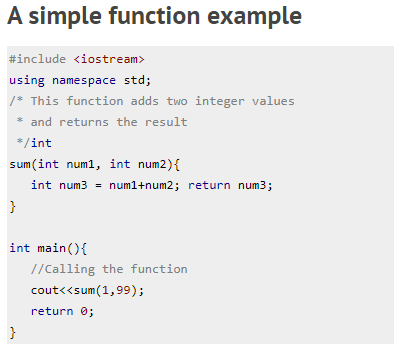 A simple function example
#include <iostream>
using namespace std;
/* This function adds two integer values
 * and returns the result
 */int
sum(int num1, int num2){
   int num3 = num1+num2; return num3;
}

int main(){
   //Calling the function
   cout<<sum(1,99);
   return 0;
}